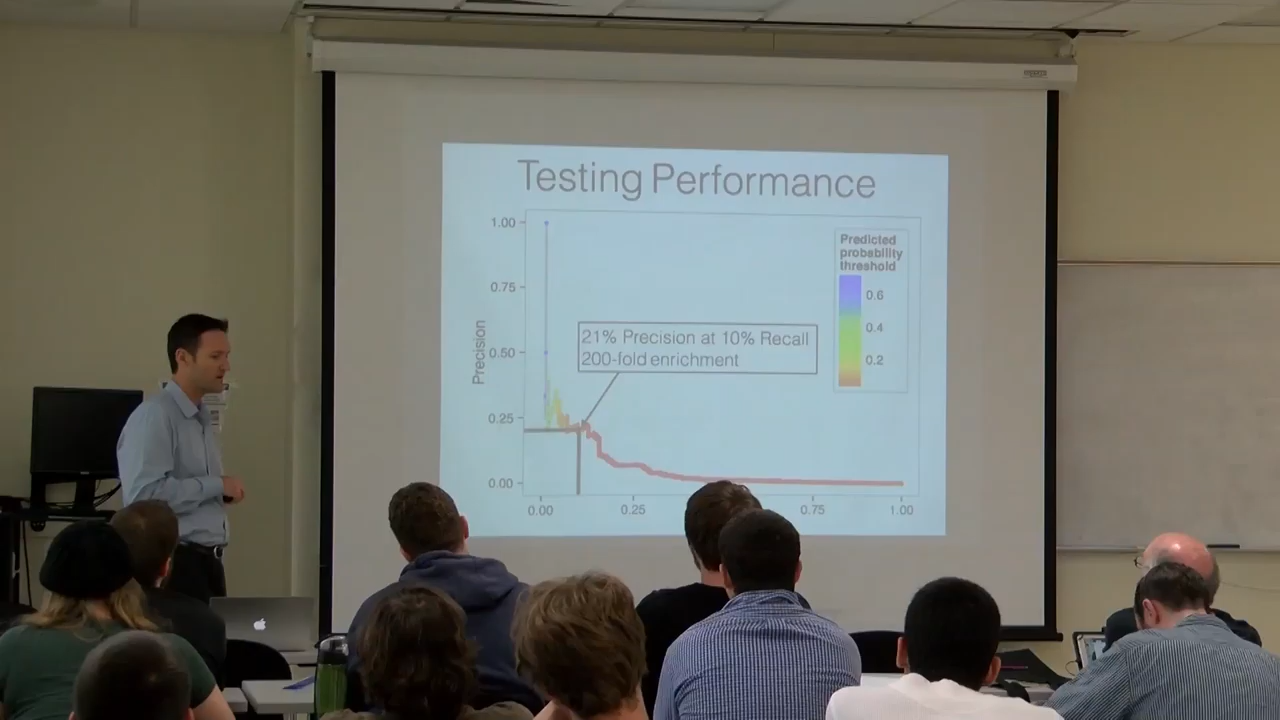 Testing Performance
1.00
0.75
0.50
0.25
0.00
Precision
21% Precision at 10% Recall
200-fold enrichment
Predicted
probability
threshold
0.6
0.4
0.2
0.00
0.25
0.75
1.00